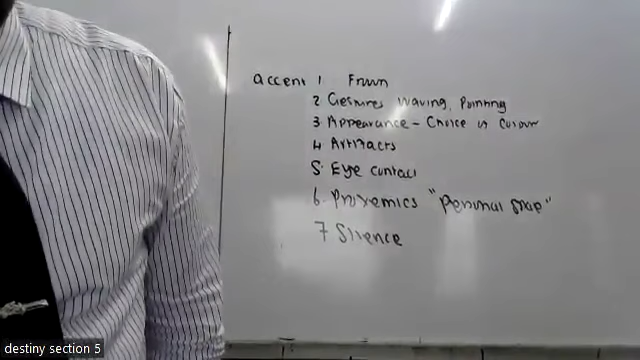 accent 1 Frown
2 Gestures waving, Pointing
3 Appearance - Choice of Colour
4 Artifacts
5. Eye contact
6. Proxemics "Personal space"
7 Silence
destiny section 5